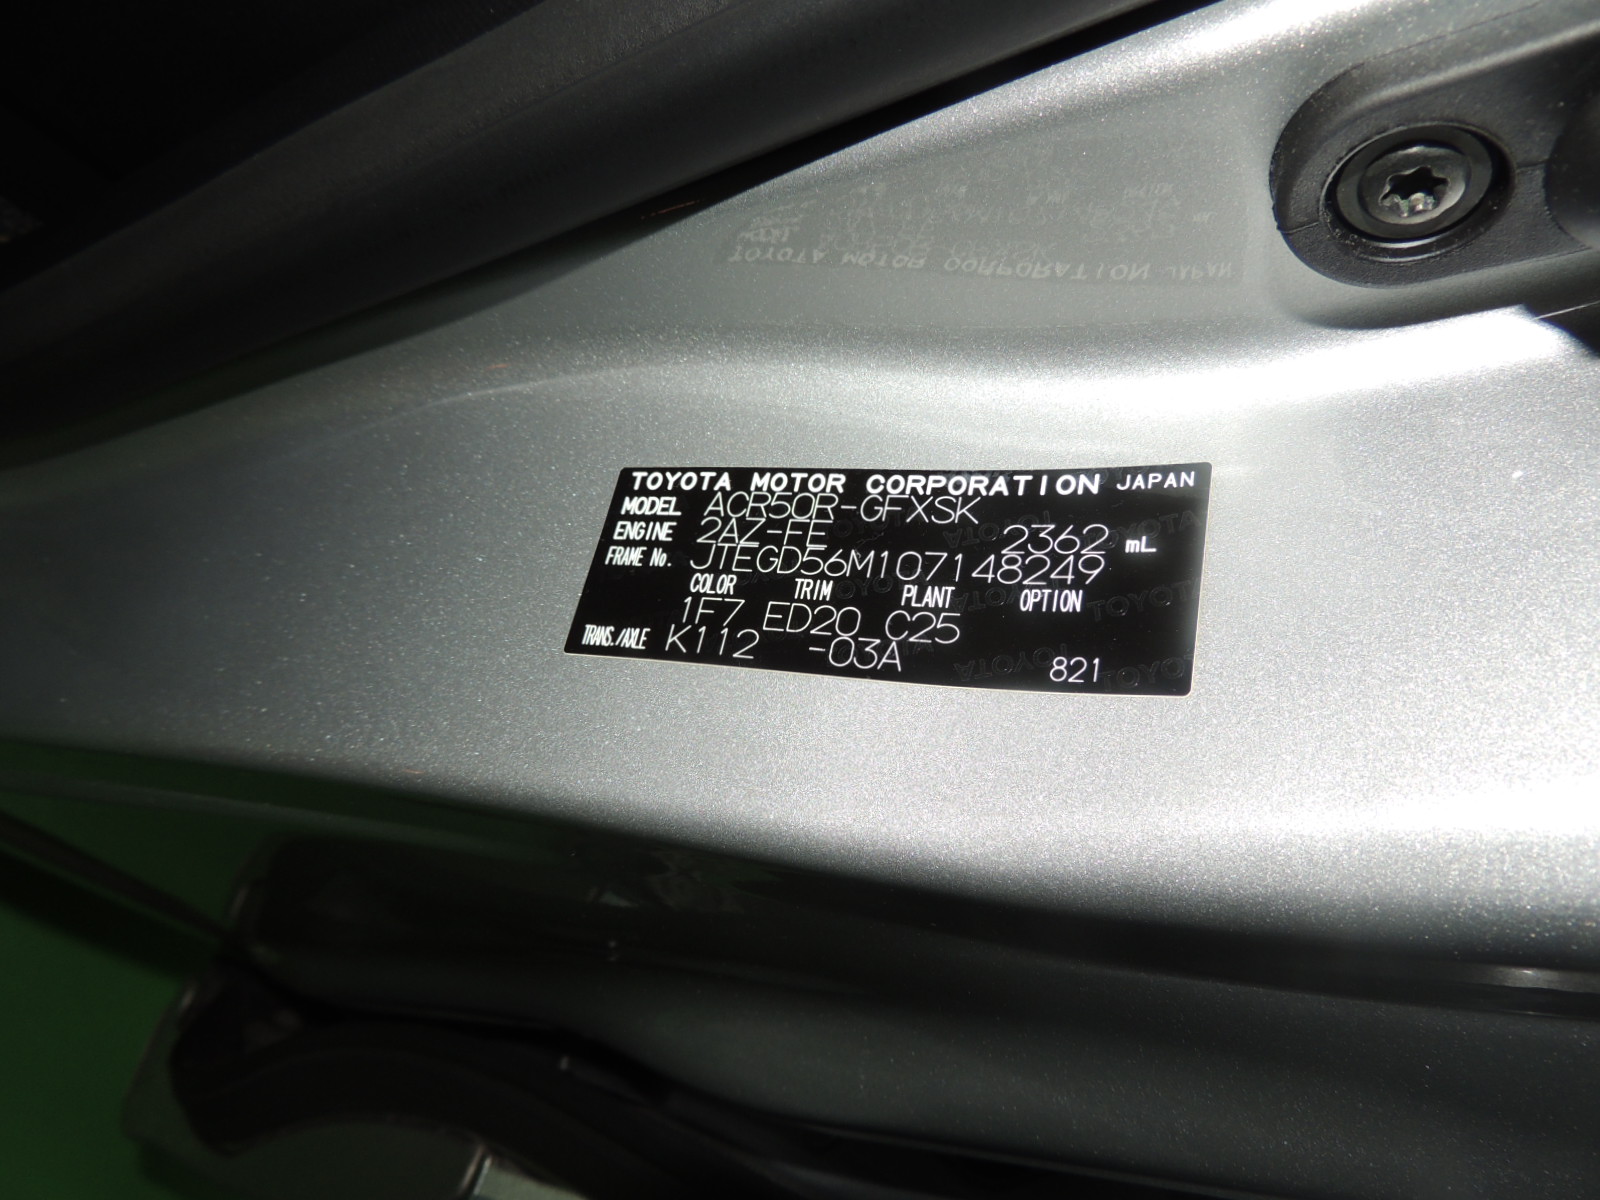 TOYOTA MOTOR CORPORATION JAPAN
MODEL ACR50R-GFXSK
ENGINE 2AZ-FE 2362 mL
FRAME No. JTEGD56M107148249
COLOR TRIM PLANT OPTION
1F7 ED20 C25
TRANS./AXLE K112 -03A 821